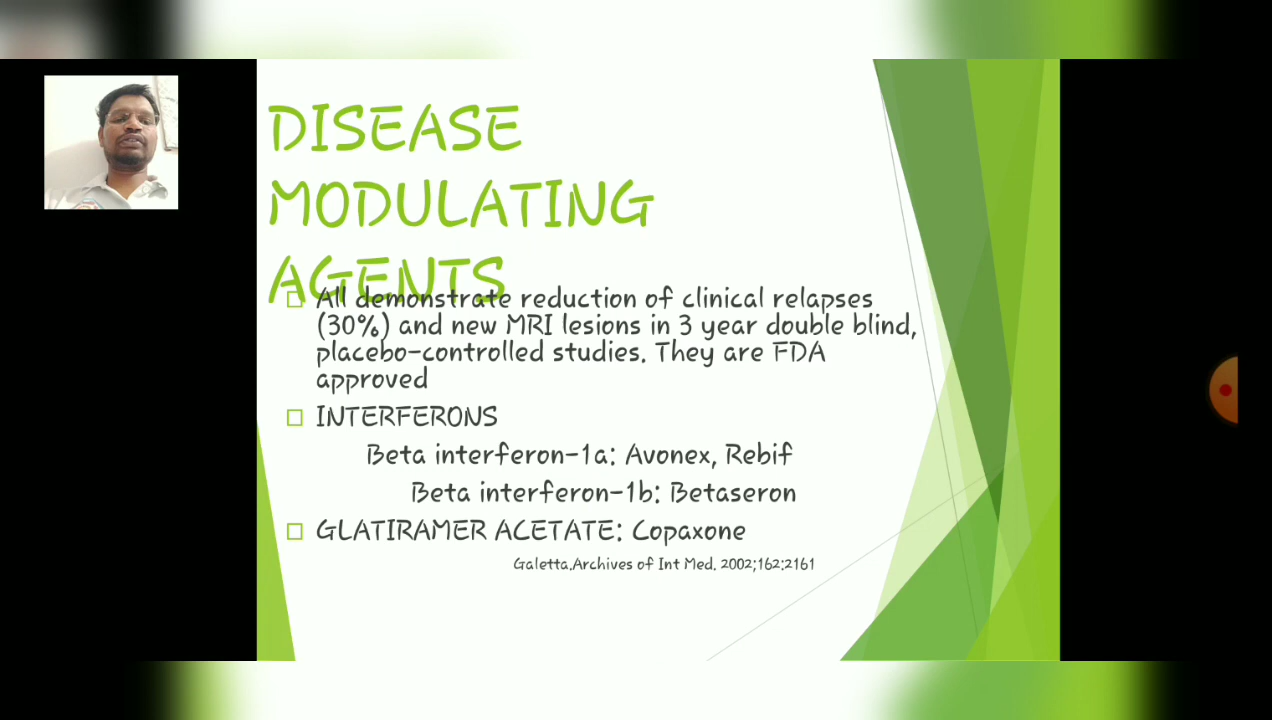 DISEASE
MODULATING
AGENTS
All demonstrate reduction of clinical relapses
(30%) and new MRI lesions in 3 year double blind,
placebo-controlled studies. They are FDA
approved
INTERFERONS
Beta interferon-1a: Avonex, Rebif
Beta interferon-1b: Betaseron
GLATIRAMER ACETATE: Copaxone
Galetta.Archives of Int Med. 2002;162:2161